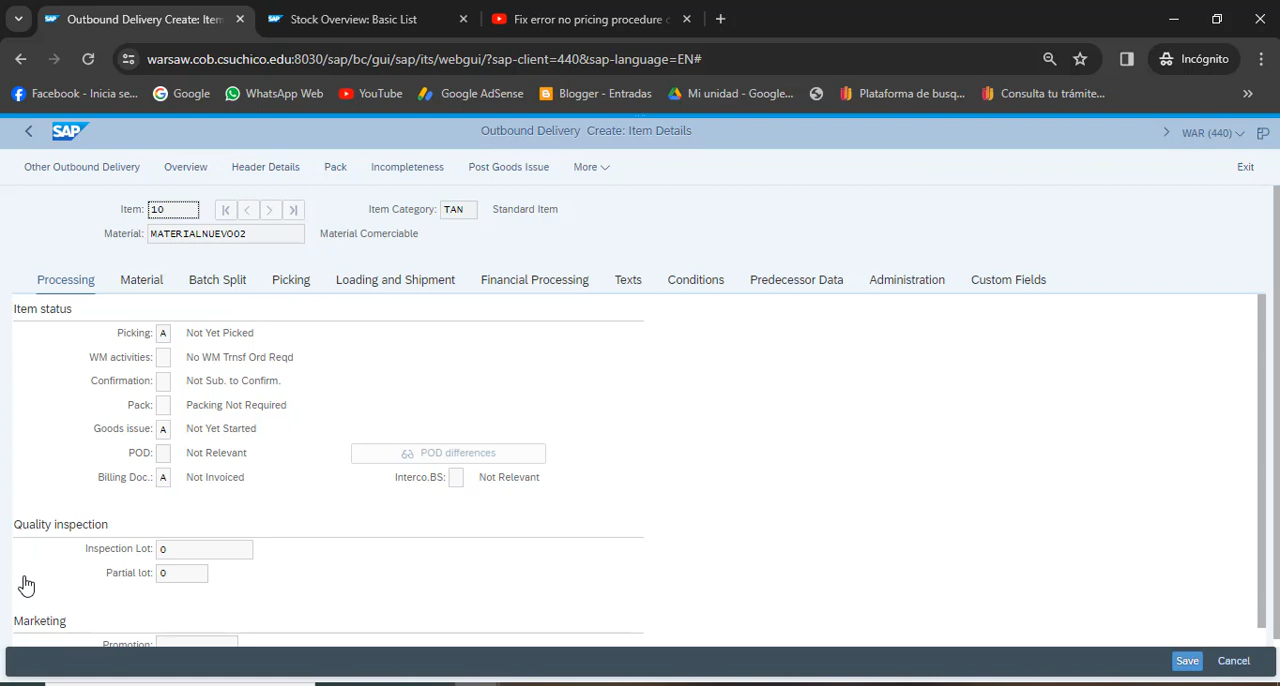 Outbound Delivery Create: Item
Stock Overview: Basic List
Fix error no pricing procedure
warsaw.cob.csuchico.edu:8030/sap/bc/gui/sap/its/webgui/?sap-client=440&sap-language=EN#
Incógnito
Facebook - Inicia se...
Google
WhatsApp Web
YouTube
Google AdSense
Blogger - Entradas
Mi unidad - Google...
Plataforma de busq...
Consulta tu trámite...
SAP
Outbound Delivery Create: Item Details
WAR (440)
Other Outbound Delivery
Overview
Header Details
Pack
Incompleteness
Post Goods Issue
More
Exit
Item: 10
Item Category: TAN Standard Item
Material: MATERIALNUEVO02 Material Comerciable
Processing
Material
Batch Split
Picking
Loading and Shipment
Financial Processing
Texts
Conditions
Predecessor Data
Administration
Custom Fields
Item status
Picking: A Not Yet Picked
WM activities: No WM Trnsf Ord Reqd
Confirmation: Not Sub. to Confirm.
Pack: Packing Not Required
Goods issue: A Not Yet Started
POD: Not Relevant
POD differences
Billing Doc.: A Not Invoiced
Interco.BS: Not Relevant
Quality inspection
Inspection Lot: 0
Partial lot: 0
Marketing
Promotion:
Save
Cancel